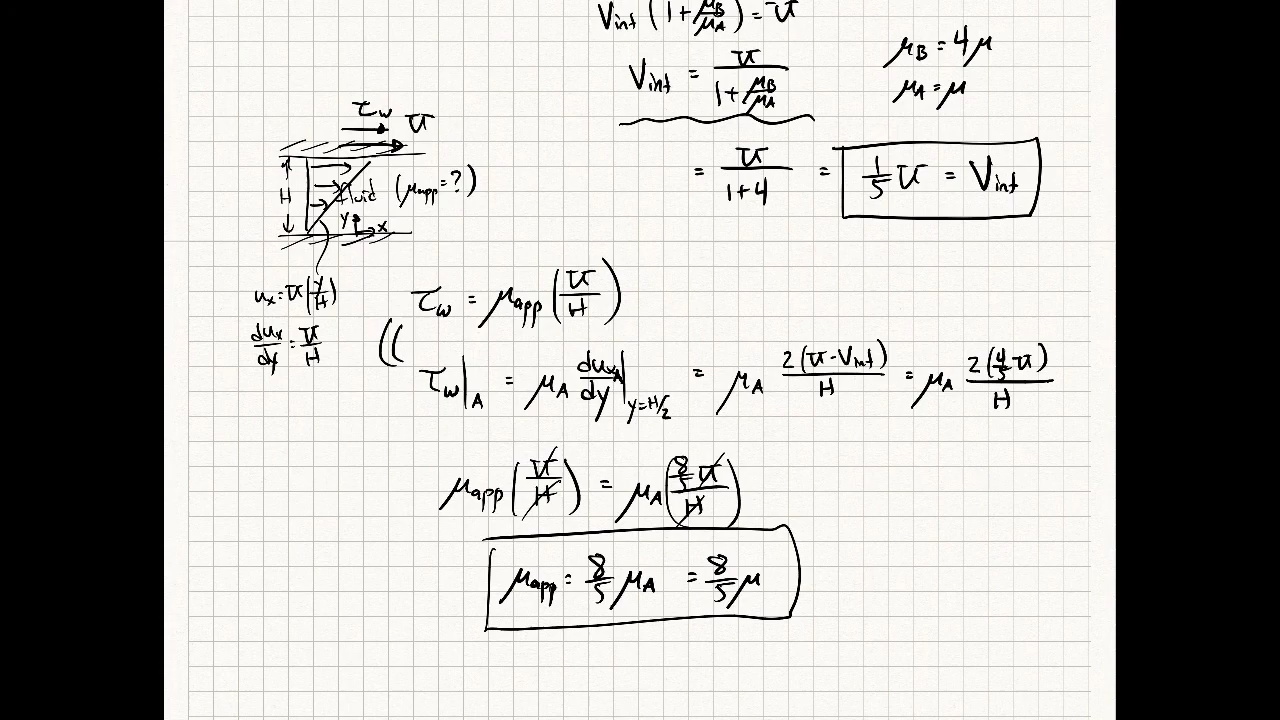 V_int (1 + μ_B/μ_A) = U
V_int = U / (1 + μ_B/μ_A)
μ_B = 4μ
μ_A = μ
= U/(1+4) = 1/5 U = V_int
τ_w
U
H
fluid (μ_app = ?)
y
x
u_x = U(y/H)
du_x/dy = U/H
τ_w = μ_app (U/H)
((
τ_w|_A = μ_A du_xA/dy|_y=H/2 = μ_A 2(U - V_int)/H = μ_A 2(4/5 U)/H
μ_app (U/H) = μ_A (8/5 U/H)
μ_app = 8/5 μ_A = 8/5 μ